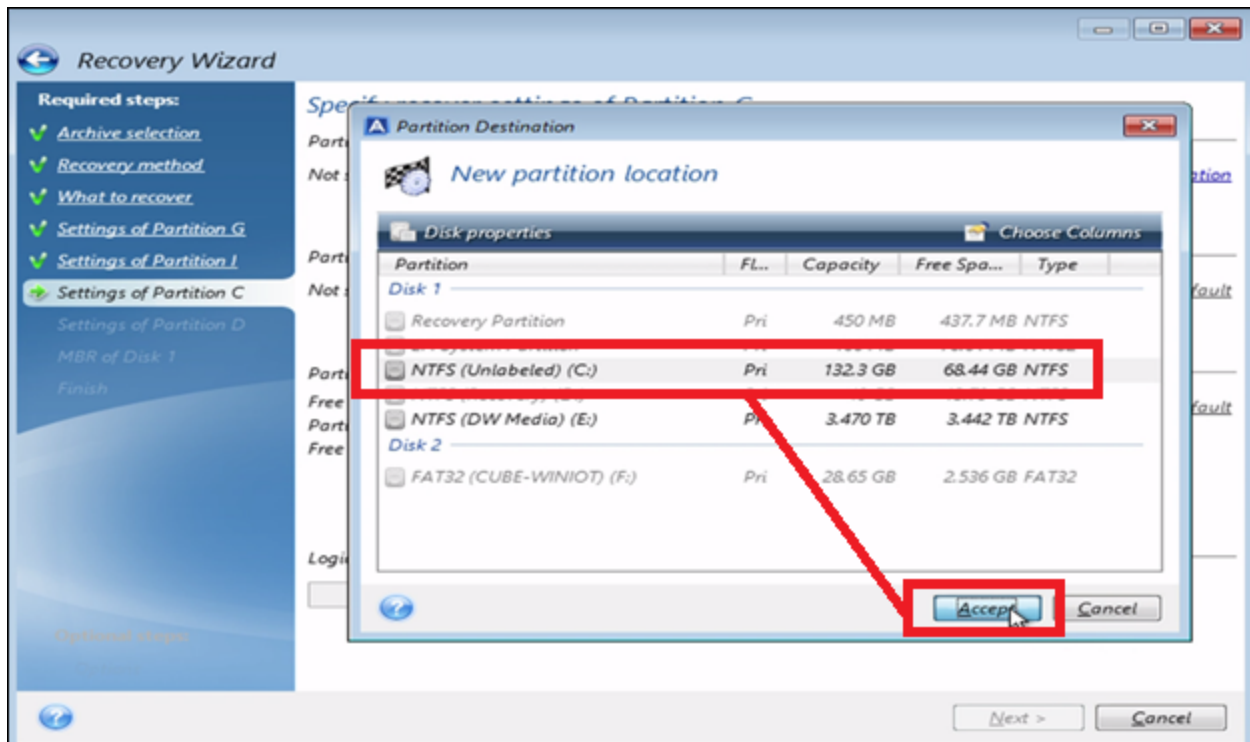 Recovery Wizard
Required steps:
Archive selection
Recovery method
What to recover
Settings of Partition G
Settings of Partition I
Settings of Partition C
Settings of Partition D
MBR of Disk 1
Finish
Optional steps:
Partition Destination
New partition location
Disk properties
Choose Columns
Partition Fl... Capacity Free Spa... Type
Disk 1
Recovery Partition Pri 450 MB 437.7 MB NTFS
NTFS (Unlabeled) (C:) Pri 132.3 GB 68.44 GB NTFS
NTFS (DW Media) (E:) Pri 3.470 TB 3.442 TB NTFS
Disk 2
FAT32 (CUBE-WINIOT) (F:) Pri 28.65 GB 2.536 GB FAT32
Accept Cancel
Next > Cancel